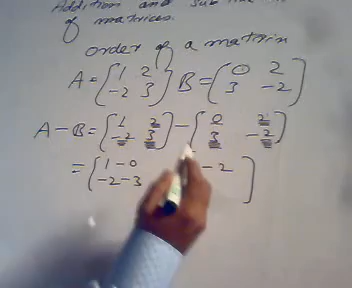 Addition and Sub
of matrices.
order of a matrix
A = [1 2 -2 3] B = [0 2 3 -2]
A - B = [1 2 -2 3] - [0 2 3 -2]
= [1-0 -2 -2-3]